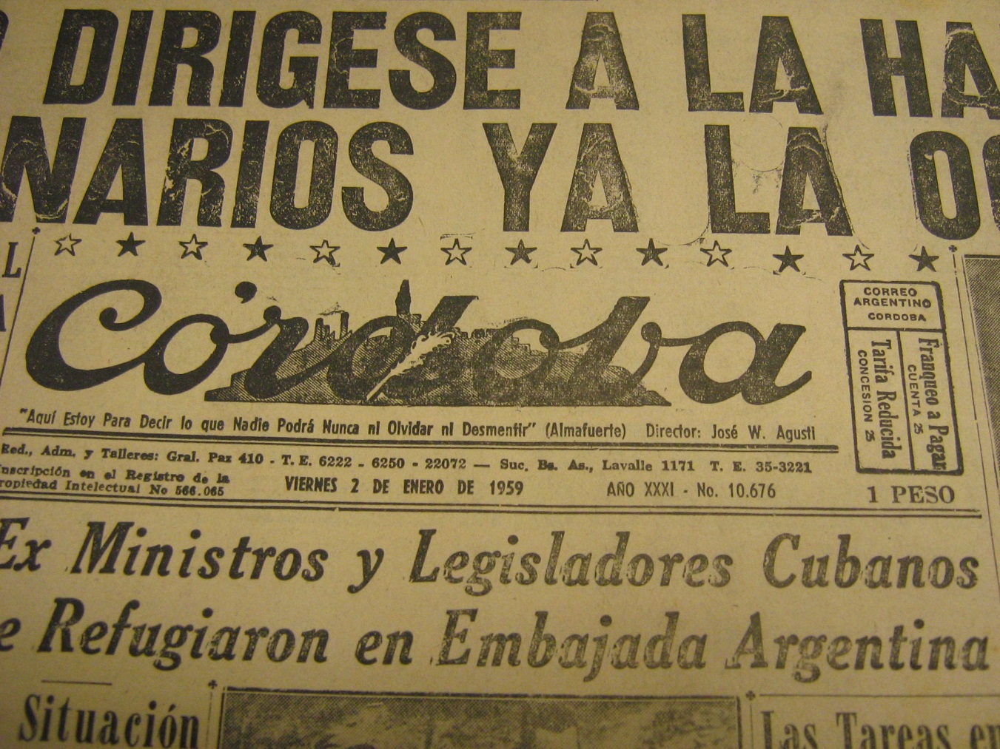 DIRIGESE A LA HA
NARIOS YA LA O
L
A
Córdoba
"Aquí Estoy Para Decir lo que Nadie Podrá Nunca ni Olvidar ni Desmentir" (Almafuerte) Director: José W. Agusti
Red., Adm. y Talleres: Gral. Paz 410 - T. E. 6222 - 6250 - 22072 — Suc. Bs. As., Lavalle 1171 T. E. 35-3221
nscripción en el Registro de la
ropiedad Intelectual No 566.065
VIERNES 2 DE ENERO DE 1959
AÑO XXXI - No. 10.676
CORREO
ARGENTINO
CORDOBA
Franqueo a Pagar
CUENTA 25
Tarifa Reducida
CONCESION 25
1 PESO
Ex Ministros y Legisladores Cubanos
e Refugiaron en Embajada Argentina
Situación
Las Tareas en